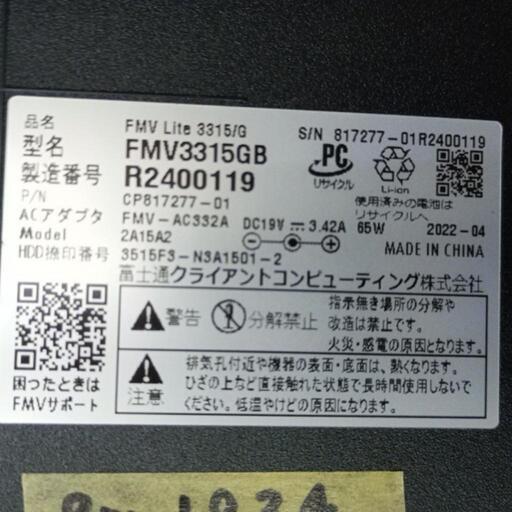 品名 FMV Lite 3315/G S/N 817277-01R2400119
型名 FMV3315GB
製造番号 R2400119
P/N CP817277-01
ACアダプタ FMV-AC332A DC19V 3.42A 65W 2022-04
Model 2A15A2 MADE IN CHINA
HDD捺印番号 3515F3-N3A1501-2
PC
リサイクル
Li-ion
使用済みの電池は
リサイクルへ
富士通クライアントコンピューティング株式会社
警告 分解禁止
指示無き場所の分解や
改造は禁止です。
火災・感電の原因になります。
注意
排気孔付近や機器の表面・底面は、熱くなります。
ひざの上など直接触れた状態で長時間使用しないで
ください。低温やけどの原因になります。
困ったときは
FMVサポート